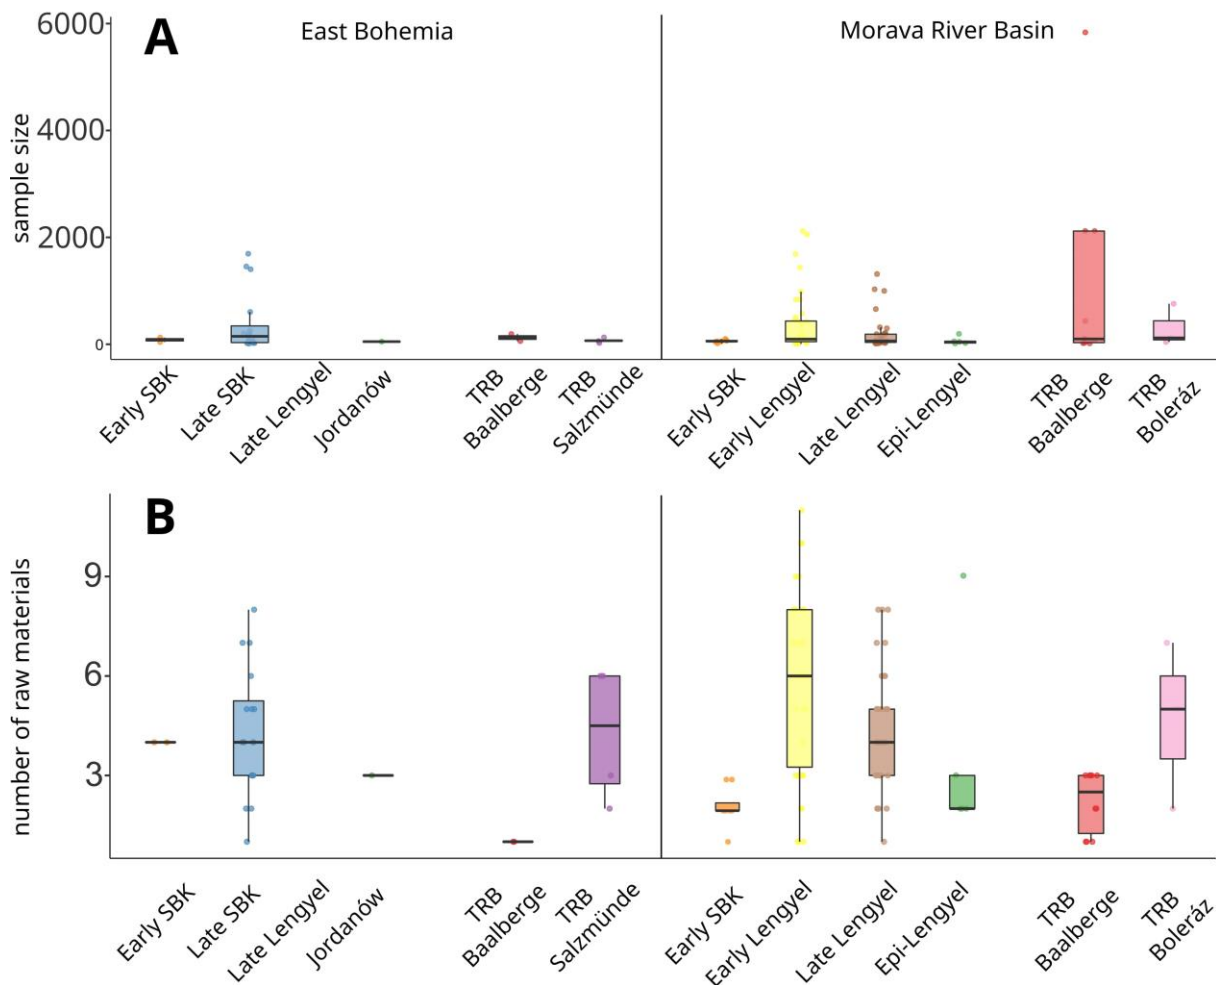 A
East Bohemia
Morava River Basin
sample size
6000
4000
2000
0
Early SBK
Late SBK
Late Lengyel
Jordanów
TRB
Baalberge
TRB
Salzmünde
Early SBK
Early Lengyel
Late Lengyel
Epi-Lengyel
TRB
Baalberge
TRB
Boleráz
B
number of raw materials
9
6
3
Early SBK
Late SBK
Late Lengyel
Jordanów
TRB
Baalberge
TRB
Salzmünde
Early SBK
Early Lengyel
Late Lengyel
Epi-Lengyel
TRB
Baalberge
TRB
Boleráz